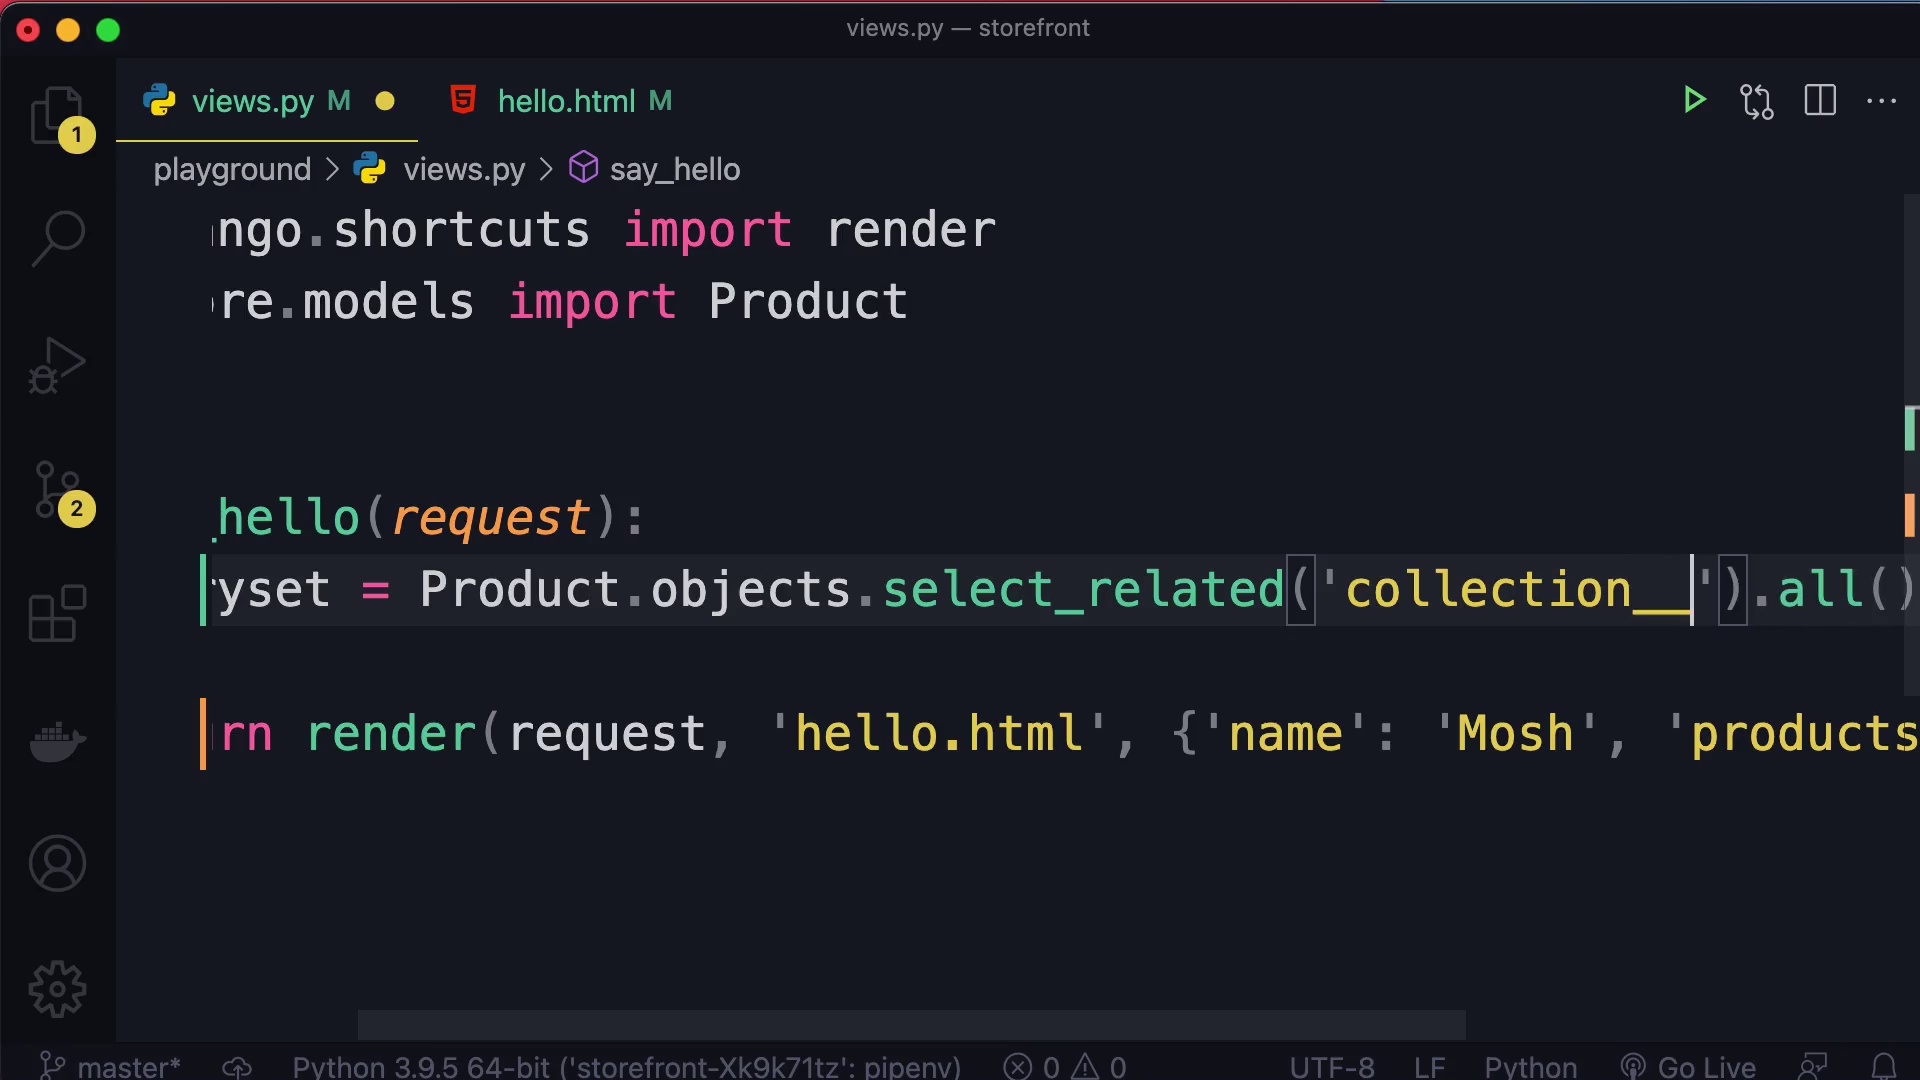 views.py — storefront
views.py M
hello.html M
1
playground > views.py > say_hello
ngo.shortcuts import render
re.models import Product
_hello(request):
2
yset = Product.objects.select_related('collection__').all()
rn render(request, 'hello.html', {'name': 'Mosh', 'products
master*
Python 3.9.5 64-bit ('storefront-Xk9k71tz': pipenv)
0
0
UTF-8
LF
Python
Go Live